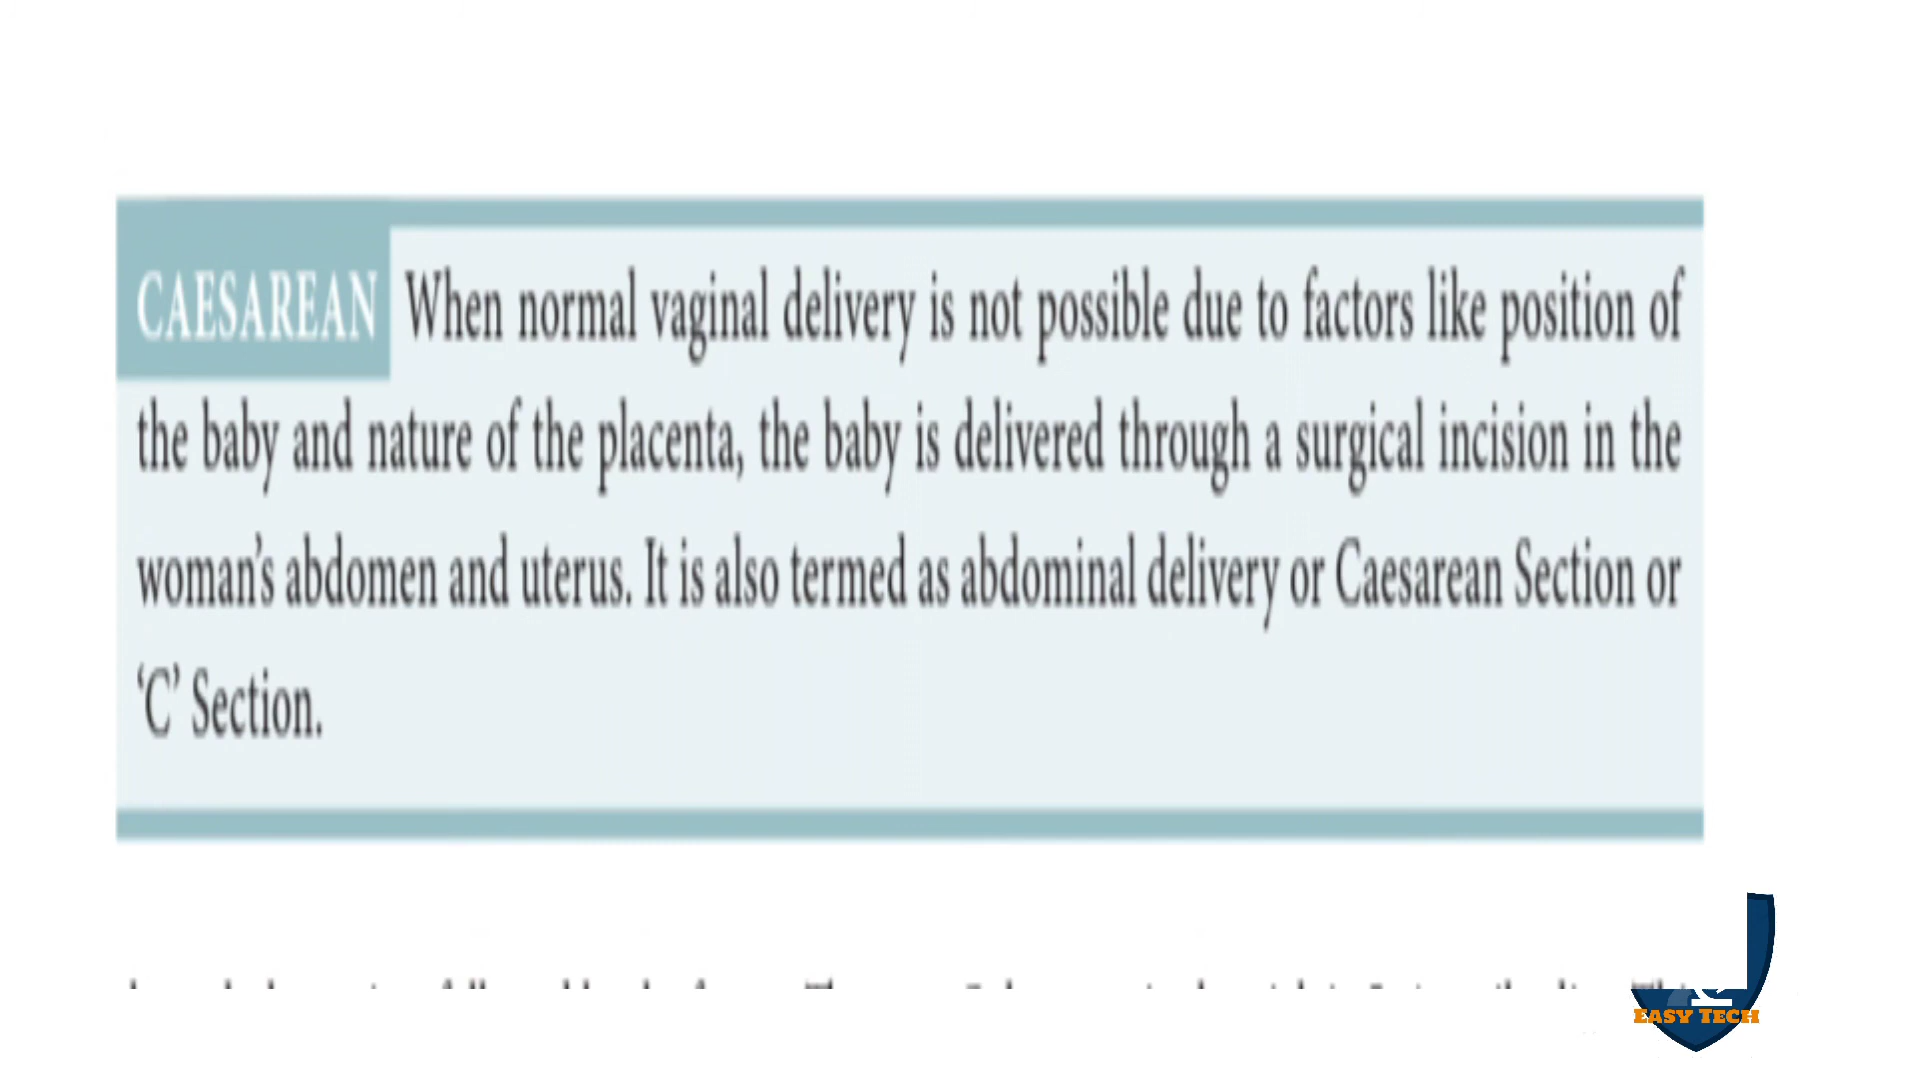 CAESAREAN When normal vaginal delivery is not possible due to factors like position of
the baby and nature of the placenta, the baby is delivered through a surgical incision in the
woman's abdomen and uterus. It is also termed as abdominal delivery or Caesarean Section or
‘C’ Section.
EASY TECH